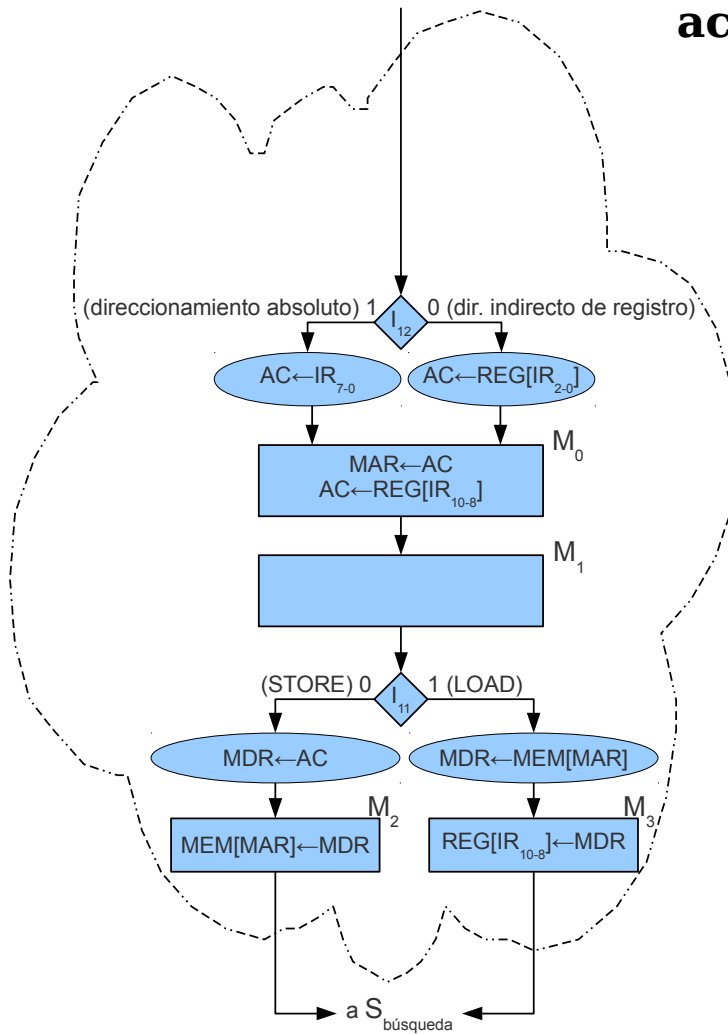 ac
(direccionamiento absoluto) 1
I12
0 (dir. indirecto de registro)
AC←IR7-0
AC←REG[IR2-0]
M0
MAR←AC
AC←REG[IR10-8]
M1
(STORE) 0
I11
1 (LOAD)
MDR←AC
MDR←MEM[MAR]
M2
M3
MEM[MAR]←MDR
REG[IR10-8]←MDR
a Sbúsqueda